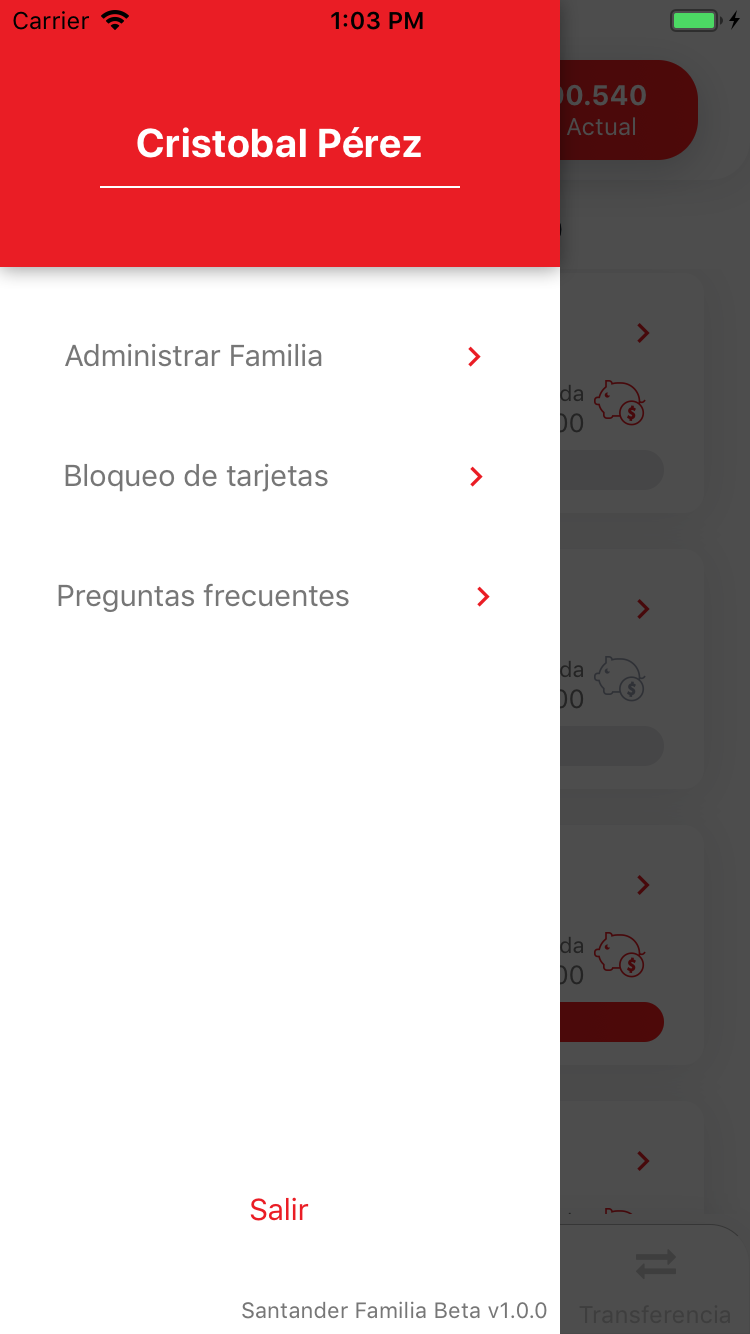 Carrier 1:03 PM
Cristobal Pérez
00.540
Actual
Administrar Familia
Bloqueo de tarjetas
Preguntas frecuentes
da
00
$
da
00
$
da
00
$
Salir
Santander Familia Beta v1.0.0
Transferencia